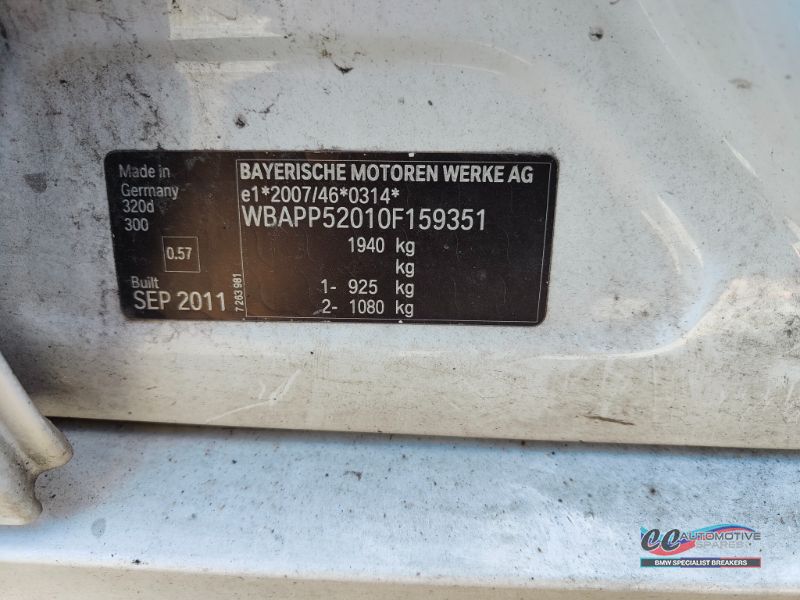 Made in
Germany
320d
300
0.57
Built
SEP 2011
7 263 981
BAYERISCHE MOTOREN WERKE AG
e1*2007/46*0314*
WBAPP52010F159351
1940 kg
kg
1- 925 kg
2- 1080 kg
CC AUTOMOTIVE
SPARES
BMW SPECIALIST BREAKERS